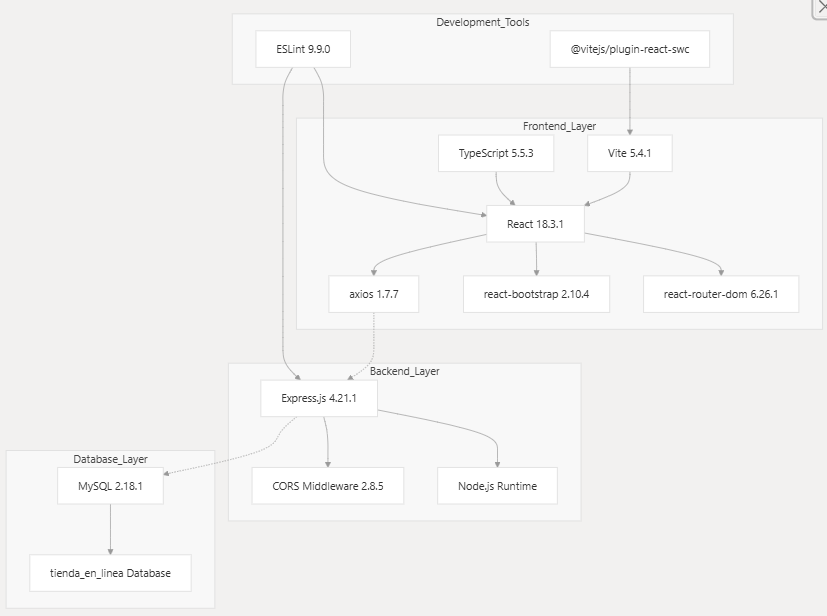 Development_Tools
ESLint 9.9.0
@vitejs/plugin-react-swc
Frontend_Layer
TypeScript 5.5.3
Vite 5.4.1
React 18.3.1
axios 1.7.7
react-bootstrap 2.10.4
react-router-dom 6.26.1
Backend_Layer
Express.js 4.21.1
Database_Layer
MySQL 2.18.1
CORS Middleware 2.8.5
Node.js Runtime
tienda_en_linea Database